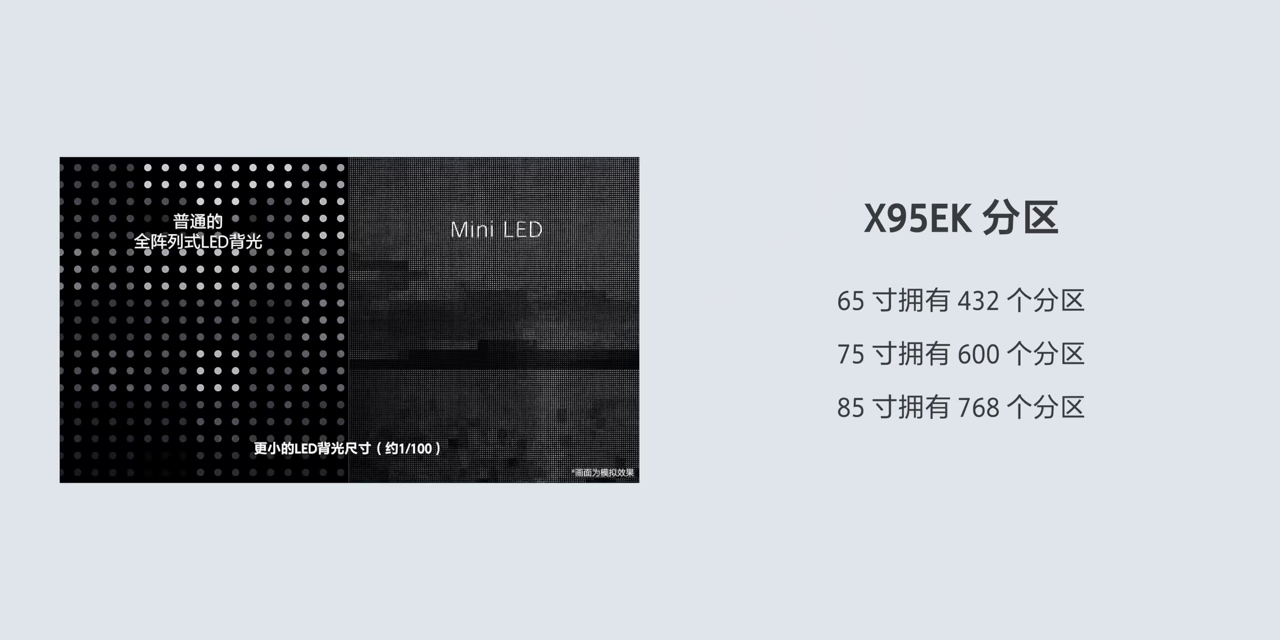 普通的
全阵列式LED背光
Mini LED
更小的LED背光尺寸（约1/100）
*画面为模拟效果
X95EK 分区
65 寸拥有 432 个分区
75 寸拥有 600 个分区
85 寸拥有 768 个分区